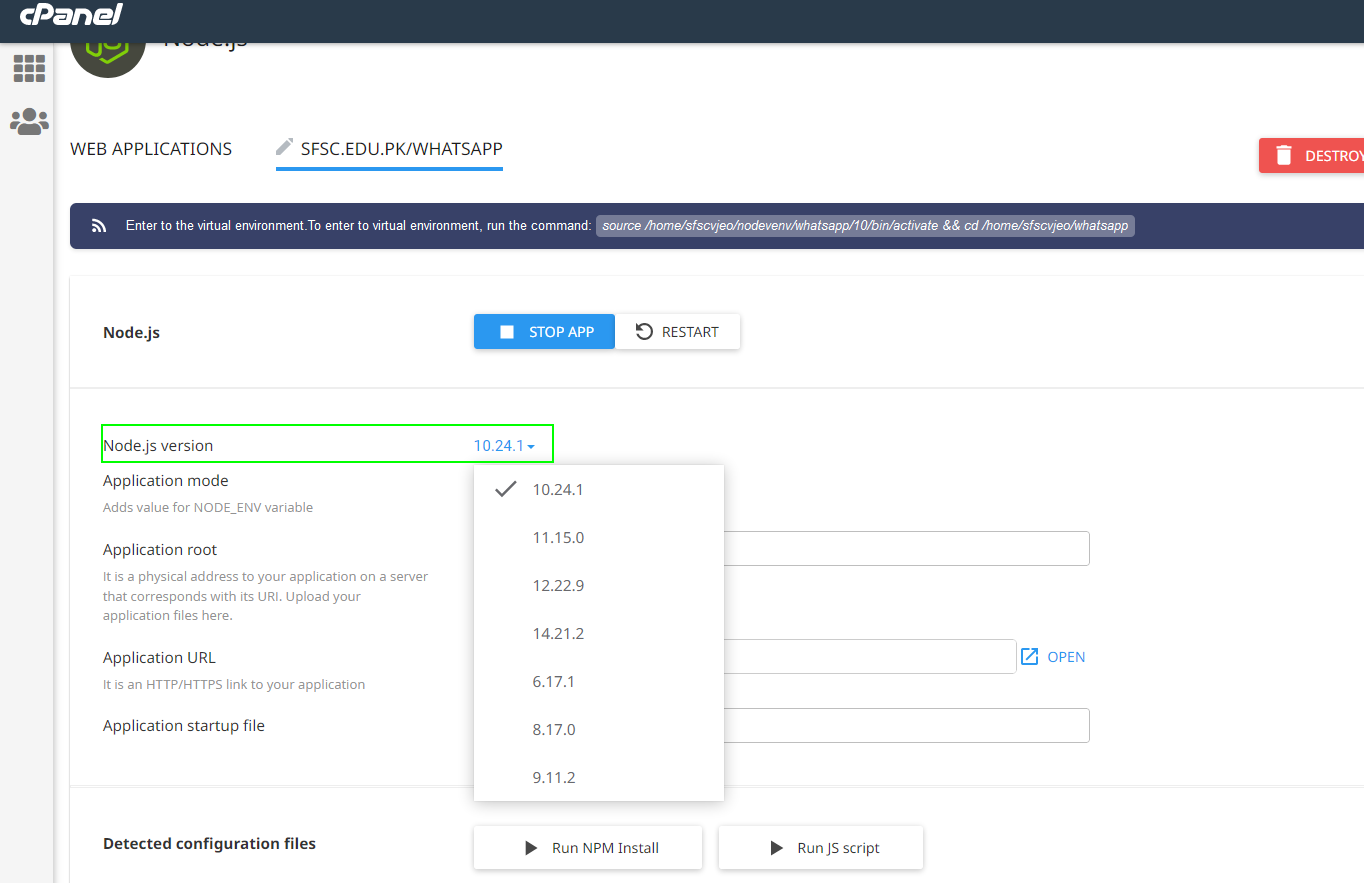 cPanel
Node.js
WEB APPLICATIONS
SFSC.EDU.PK/WHATSAPP
DESTROY
Enter to the virtual environment.To enter to virtual environment, run the command: source /home/sfscvjeo/nodevenv/whatsapp/10/bin/activate && cd /home/sfscvjeo/whatsapp
Node.js
STOP APP
RESTART
Node.js version
10.24.1
10.24.1
11.15.0
12.22.9
14.21.2
6.17.1
8.17.0
9.11.2
Application mode
Adds value for NODE_ENV variable
Application root
It is a physical address to your application on a server
that corresponds with its URI. Upload your
application files here.
Application URL
OPEN
It is an HTTP/HTTPS link to your application
Application startup file
Detected configuration files
Run NPM Install
Run JS script